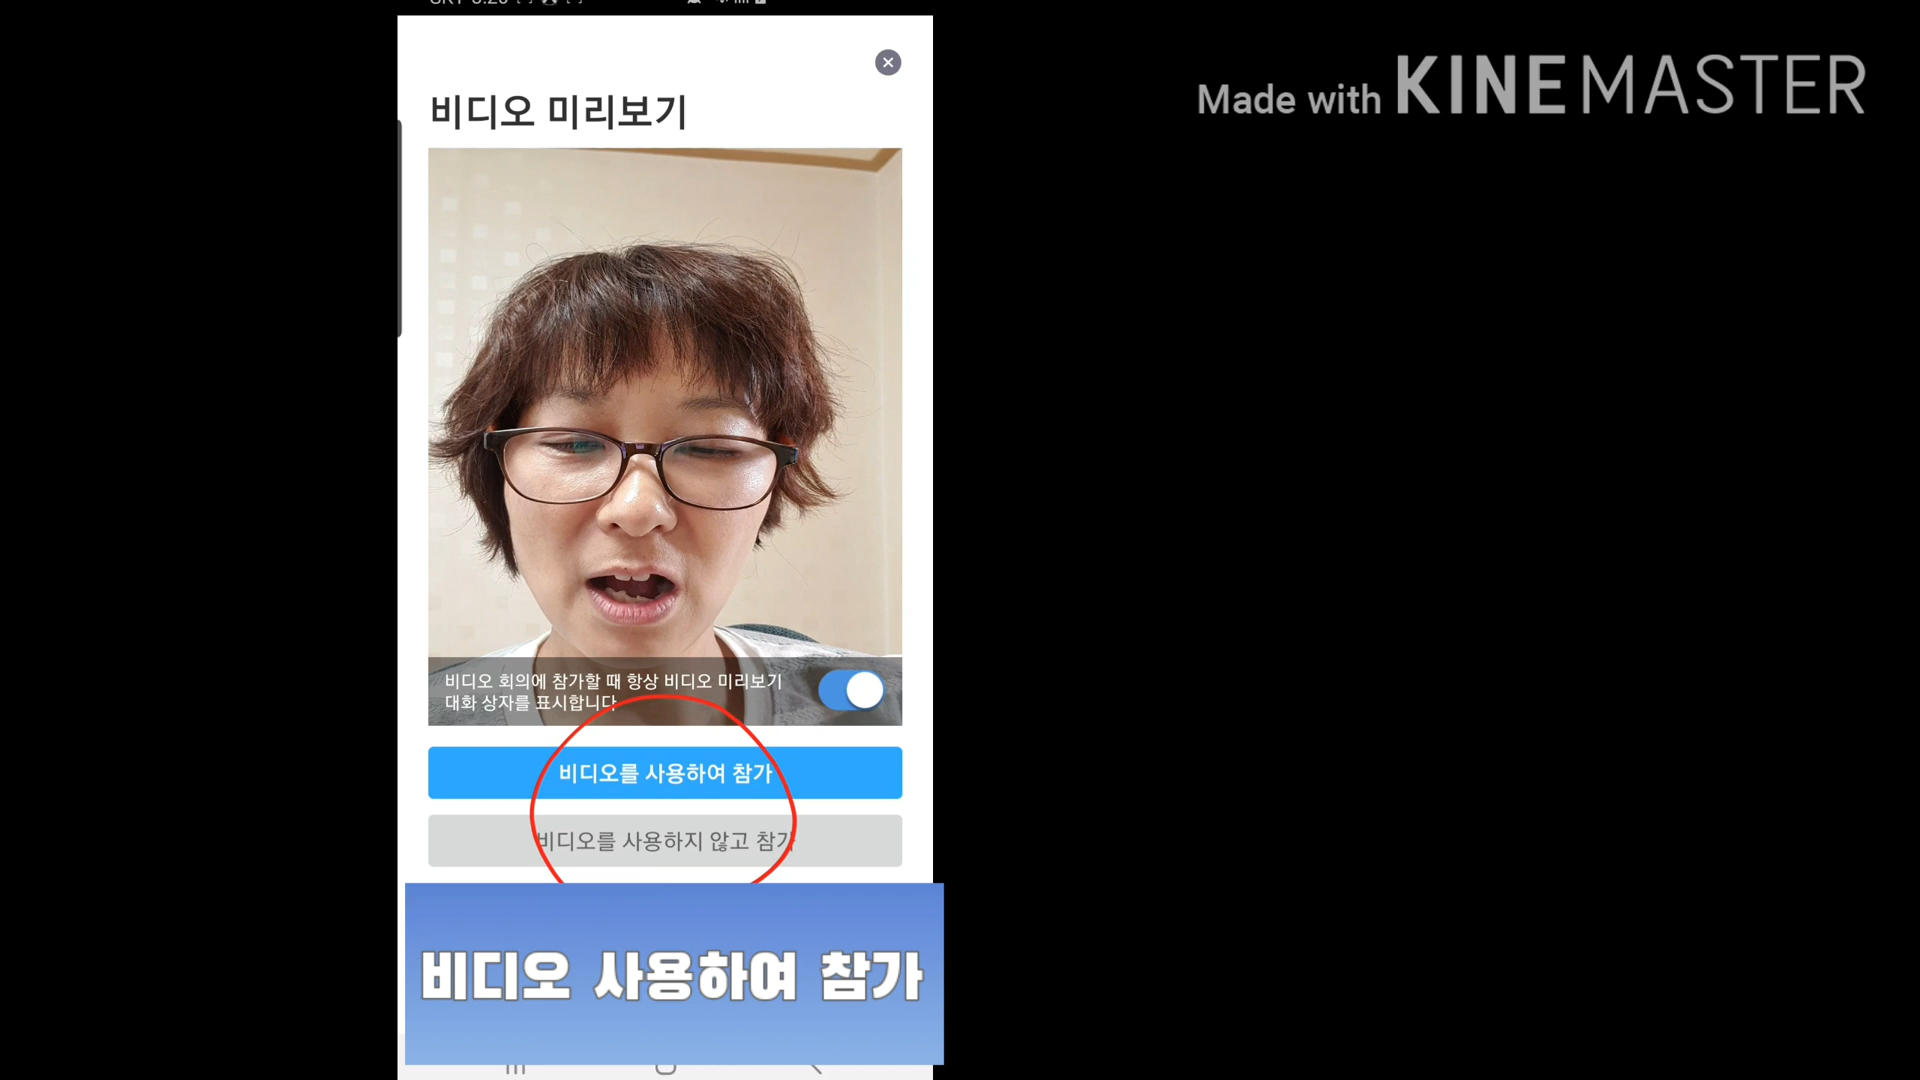 Made with KINEMASTER
비디오 미리보기
비디오 회의에 참가할 때 항상 비디오 미리보기
대화 상자를 표시합니다
비디오를 사용하여 참가
비디오를 사용하지 않고 참가
비디오 사용하여 참가